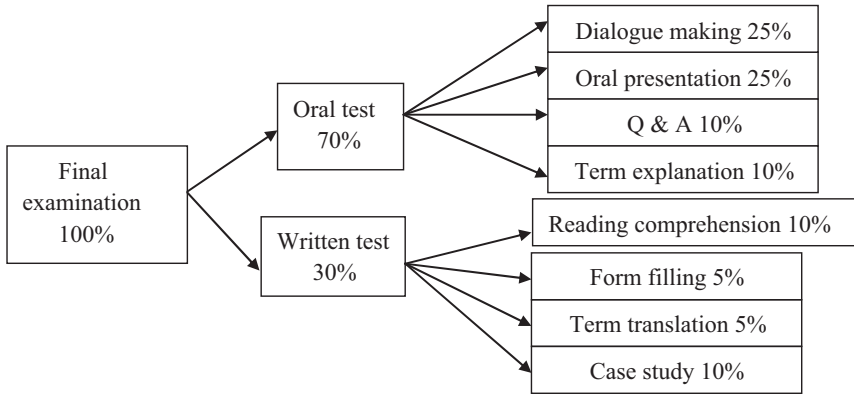 Final
examination
100%
Oral test
70%
Dialogue making 25%
Oral presentation 25%
Q & A 10%
Term explanation 10%
Written test
30%
Reading comprehension 10%
Form filling 5%
Term translation 5%
Case study 10%